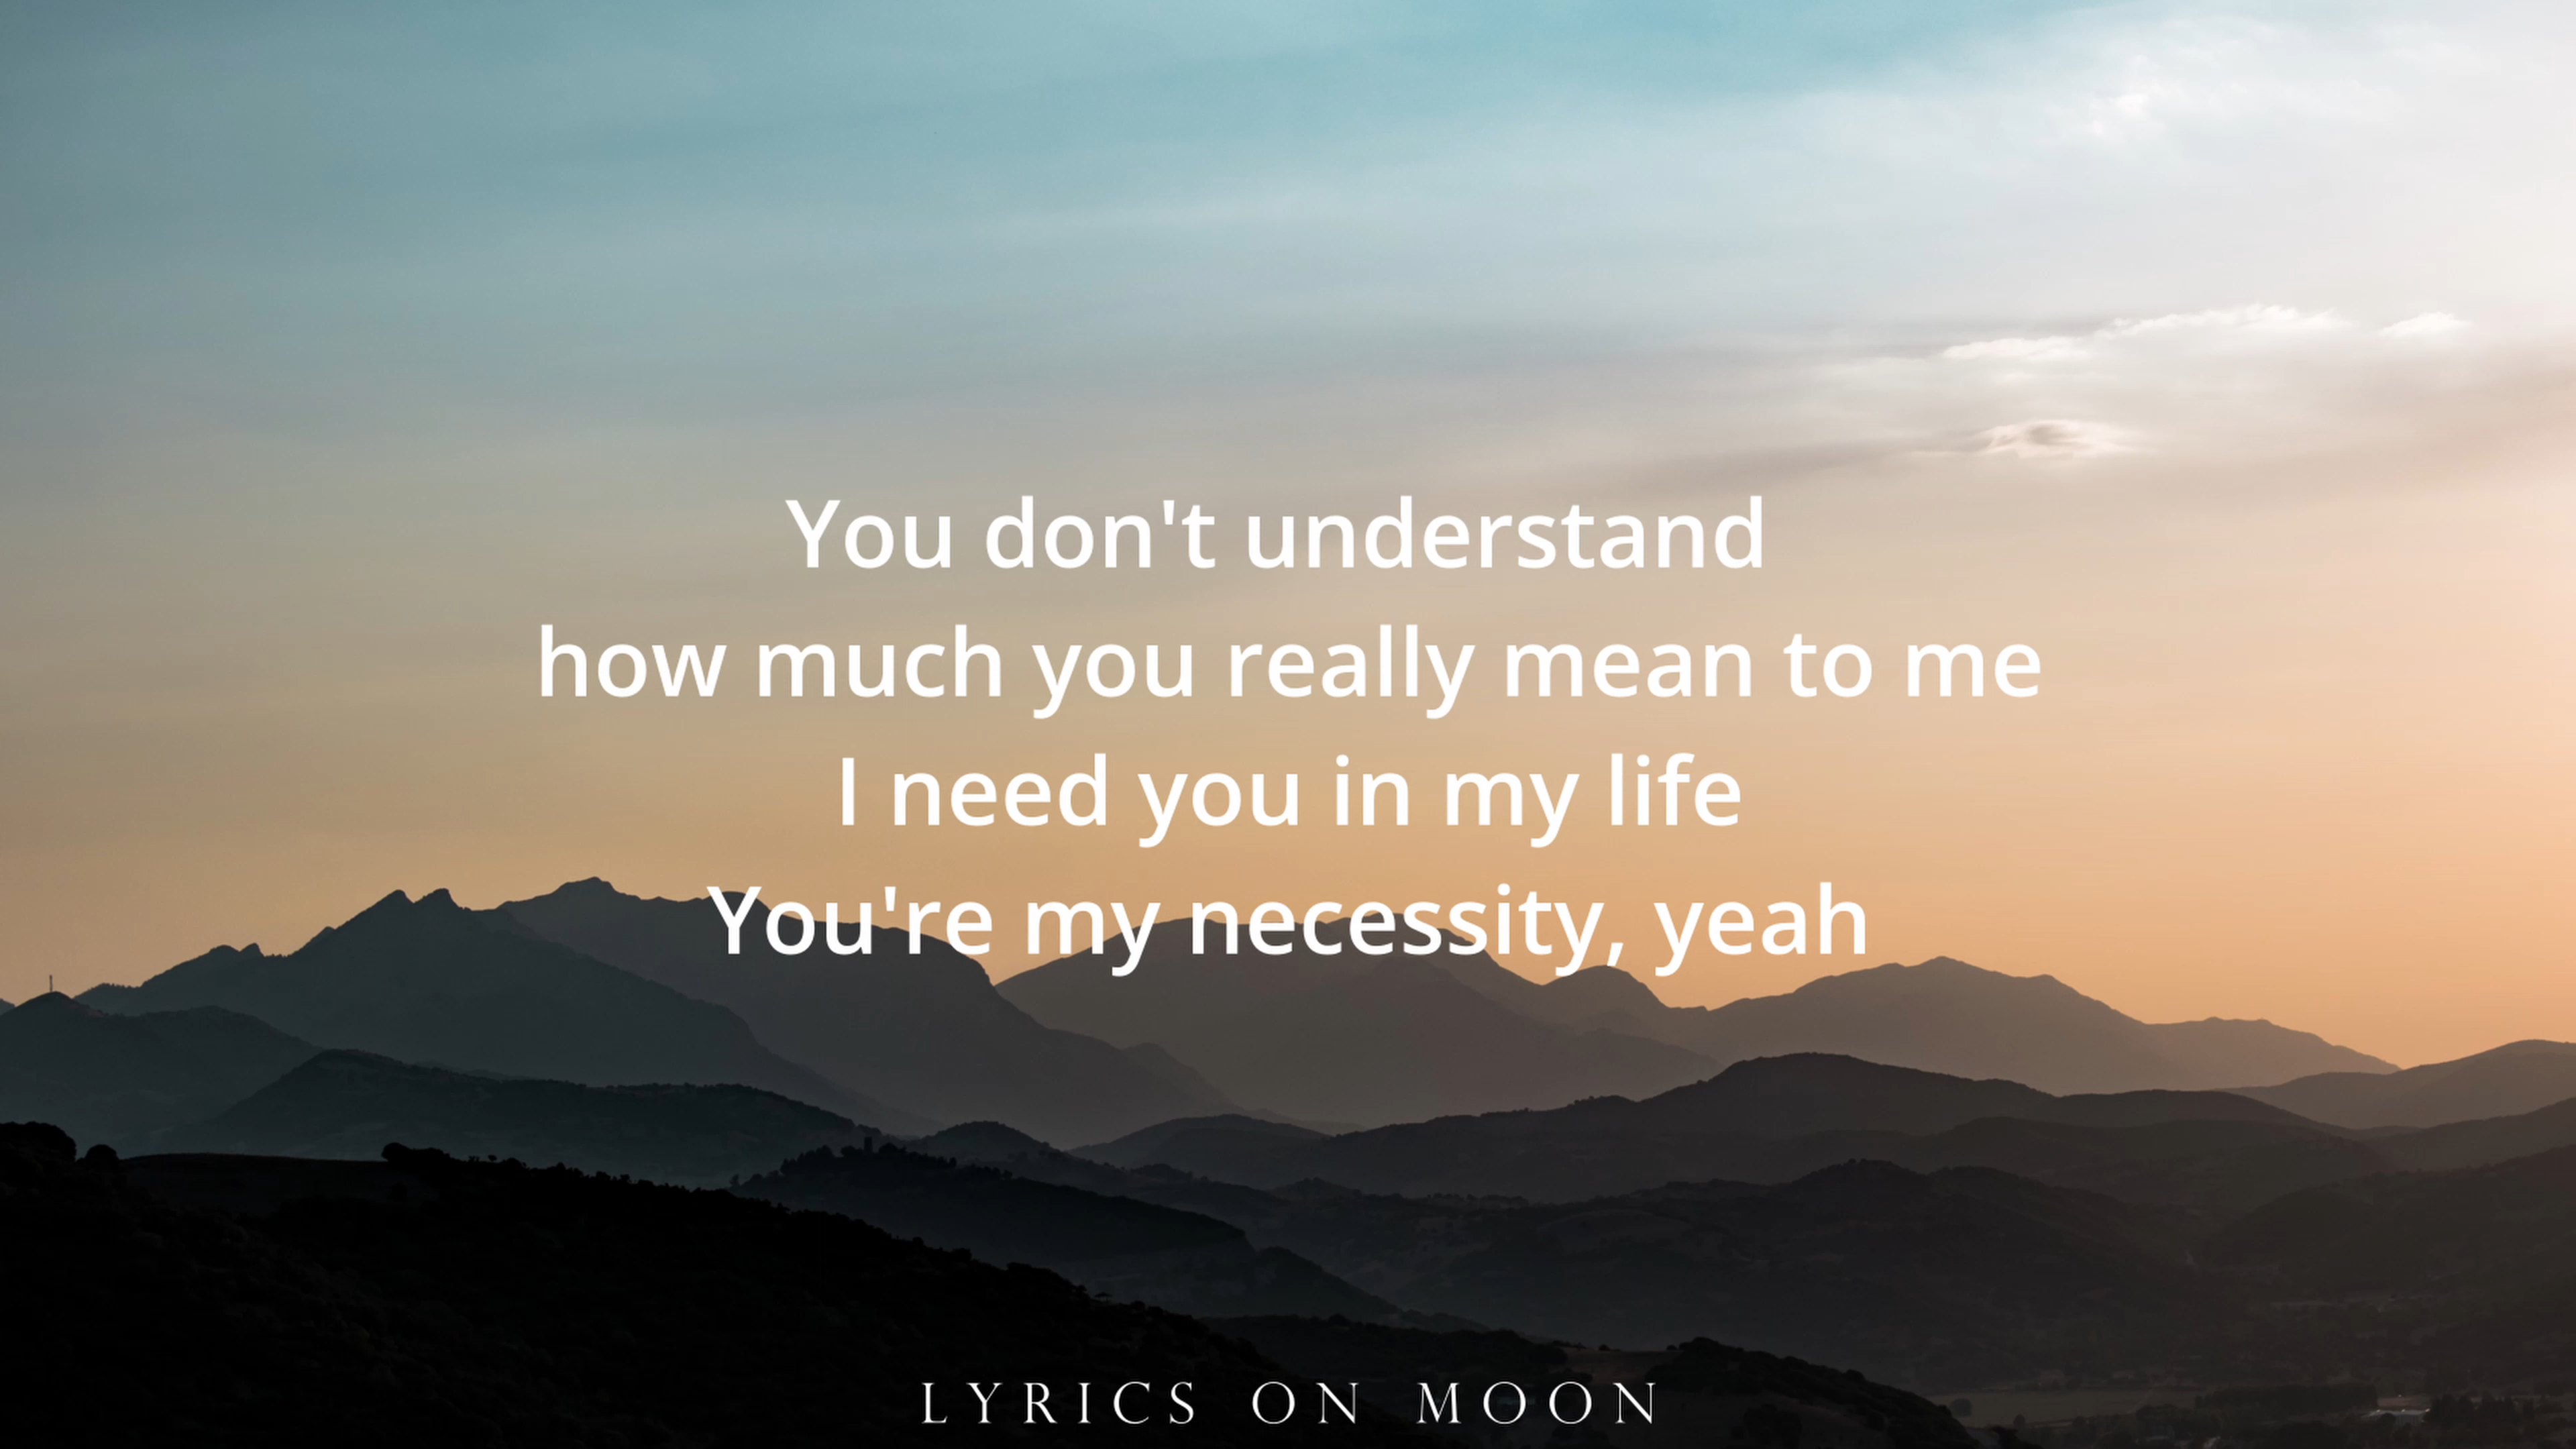 You don't understand
how much you really mean to me
I need you in my life
You're my necessity, yeah
LYRICS ON MOON